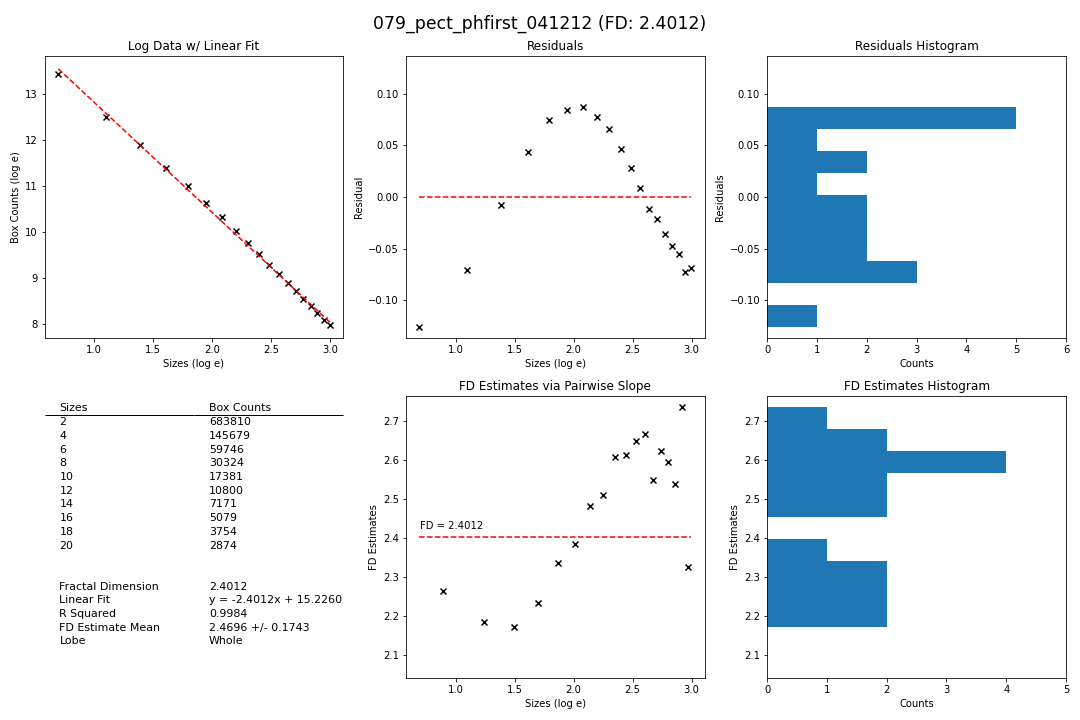 079_pect_phfirst_041212 (FD: 2.4012)
Log Data w/ Linear Fit
Box Counts (log e)
13
12
11
10
9
8
1.0 1.5 2.0 2.5 3.0
Sizes (log e)
Residuals
Residual
0.10
0.05
0.00
−0.05
−0.10
1.0 1.5 2.0 2.5 3.0
Sizes (log e)
Residuals Histogram
Residuals
0.10
0.05
0.00
−0.05
−0.10
0 1 2 3 4 5 6
Counts
Sizes Box Counts
2 683810
4 145679
6 59746
8 30324
10 17381
12 10800
14 7171
16 5079
18 3754
20 2874
Fractal Dimension 2.4012
Linear Fit y = -2.4012x + 15.2260
R Squared 0.9984
FD Estimate Mean 2.4696 +/- 0.1743
Lobe Whole
FD Estimates via Pairwise Slope
FD Estimates
2.7
2.6
2.5
2.4
2.3
2.2
2.1
FD = 2.4012
1.0 1.5 2.0 2.5 3.0
Sizes (log e)
FD Estimates Histogram
FD Estimates
2.7
2.6
2.5
2.4
2.3
2.2
2.1
0 1 2 3 4 5
Counts